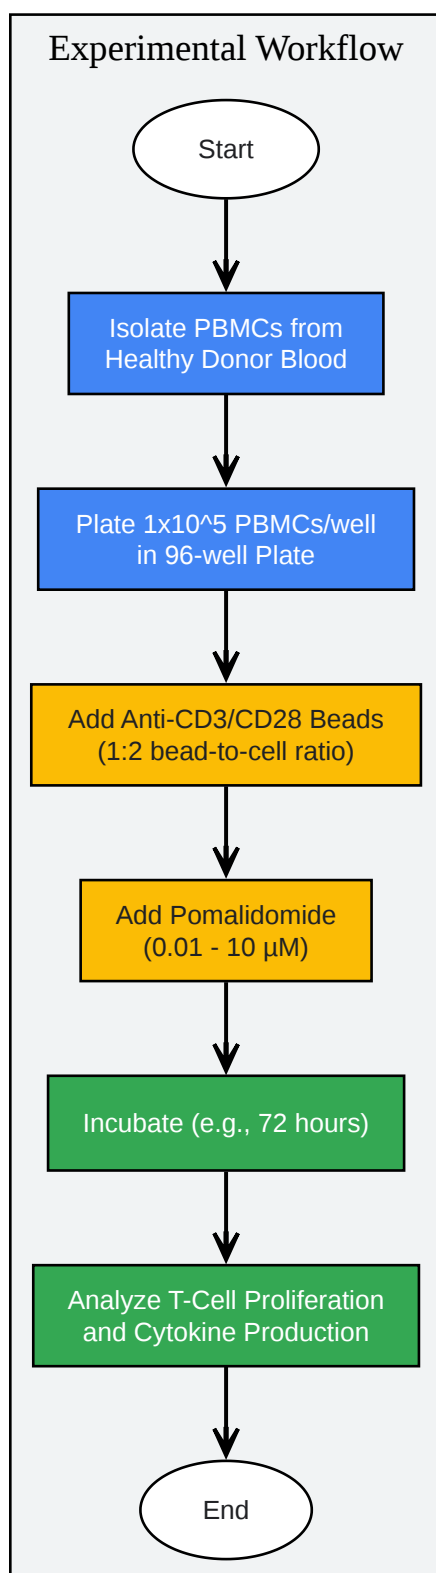 Experimental Workflow
Start
Isolate PBMCs from
Healthy Donor Blood
Plate 1x10^5 PBMCs/well
in 96-well Plate
Add Anti-CD3/CD28 Beads
(1:2 bead-to-cell ratio)
Add Pomalidomide
(0.01 - 10 µM)
Incubate (e.g., 72 hours)
Analyze T-Cell Proliferation
and Cytokine Production
End